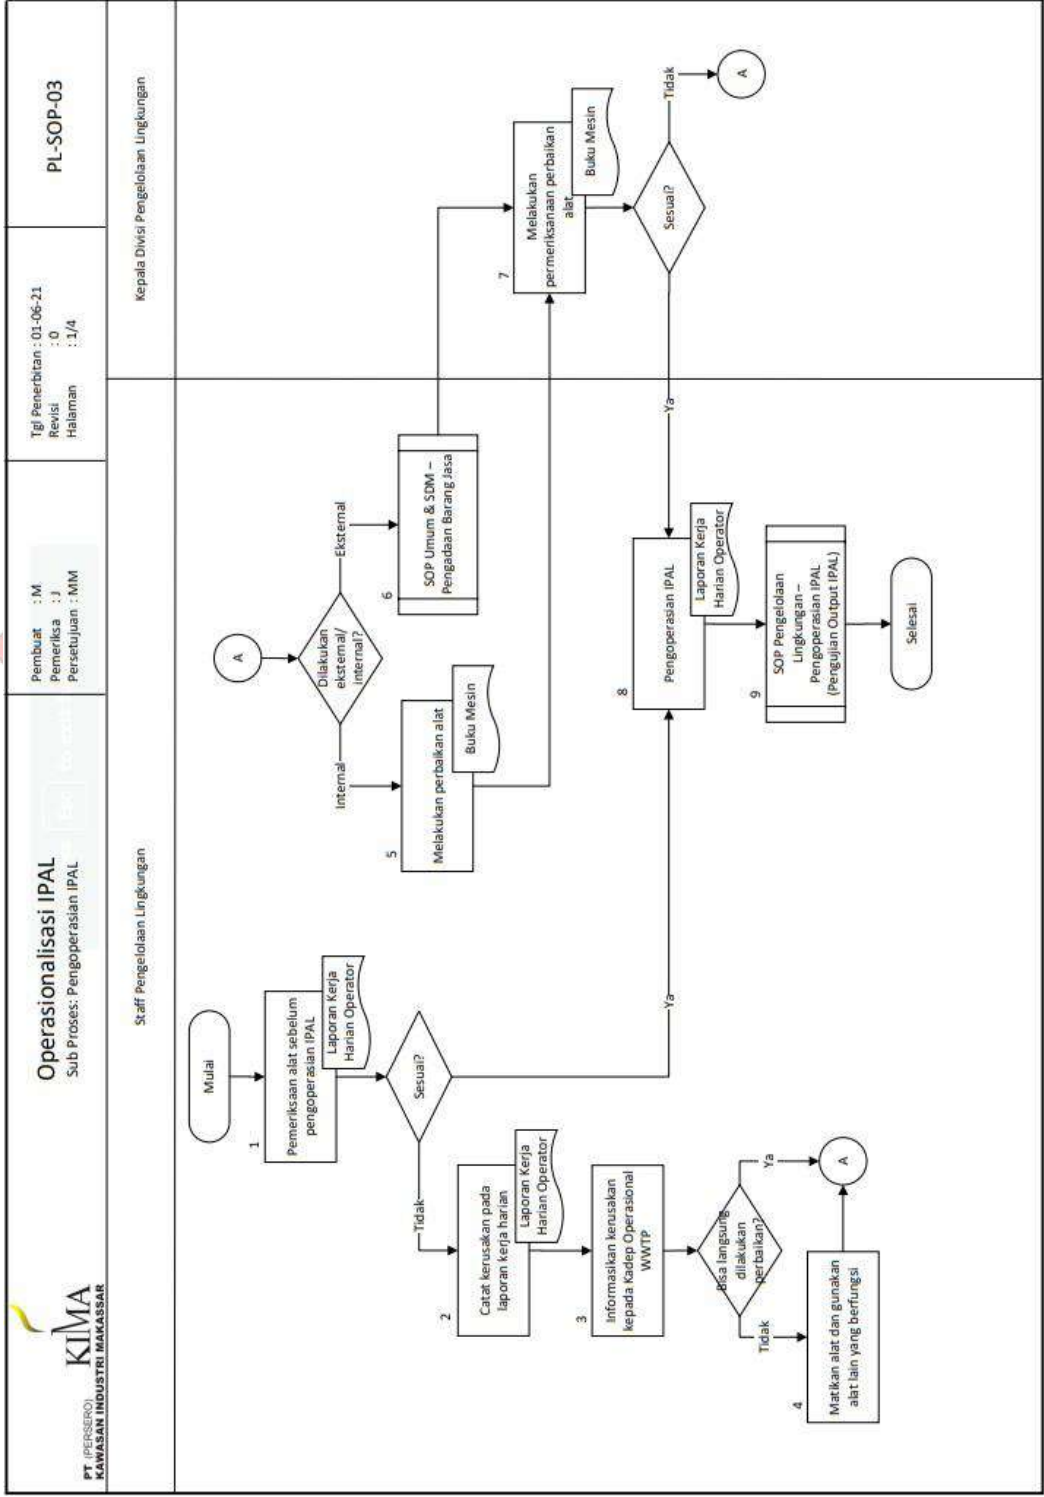 PT (PERSERO)
KIMA
KAWASAN INDUSTRI MAKASSAR
Operasionalisasi IPAL
Sub Proses: Pengoperasian IPAL
Pembuat : M
Pemeriksa : J
Persetujuan : MM
Tgl Penerbitan : 01-06-21
Revisi : 0
Halaman : 1/4
PL-SOP-03
Staff Pengelolaan Lingkungan
Kepala Divisi Pengelolaan Lingkungan
Mulai
1
Pemeriksaan alat sebelum
pengoperasian IPAL
Laporan Kerja
Harian Operator
Sesuai?
Tidak
Ya
2
Catat kerusakan pada
laporan kerja harian
Laporan Kerja
Harian Operator
3
Informasikan kerusakan
kepada Kadep Operasional
WWTP
Bisa langsung
dilakukan
perbaikan?
Ya
Tidak
4
Matikan alat dan gunakan
alat lain yang berfungsi
A
A
Dilakukan
eksternal/
internal?
Internal
Eksternal
5
Melakukan perbaikan alat
Buku Mesin
6
SOP Umum & SDM –
Pengadaan Barang Jasa
7
Melakukan
permeriksanaan perbaikan
alat
Buku Mesin
Sesuai?
Tidak
A
Ya
8
Pengoperasian IPAL
Laporan Kerja
Harian Operator
9
SOP Pengelolaan
Lingkungan –
Pengoperasian IPAL
(Pengujian Output IPAL)
Selesai